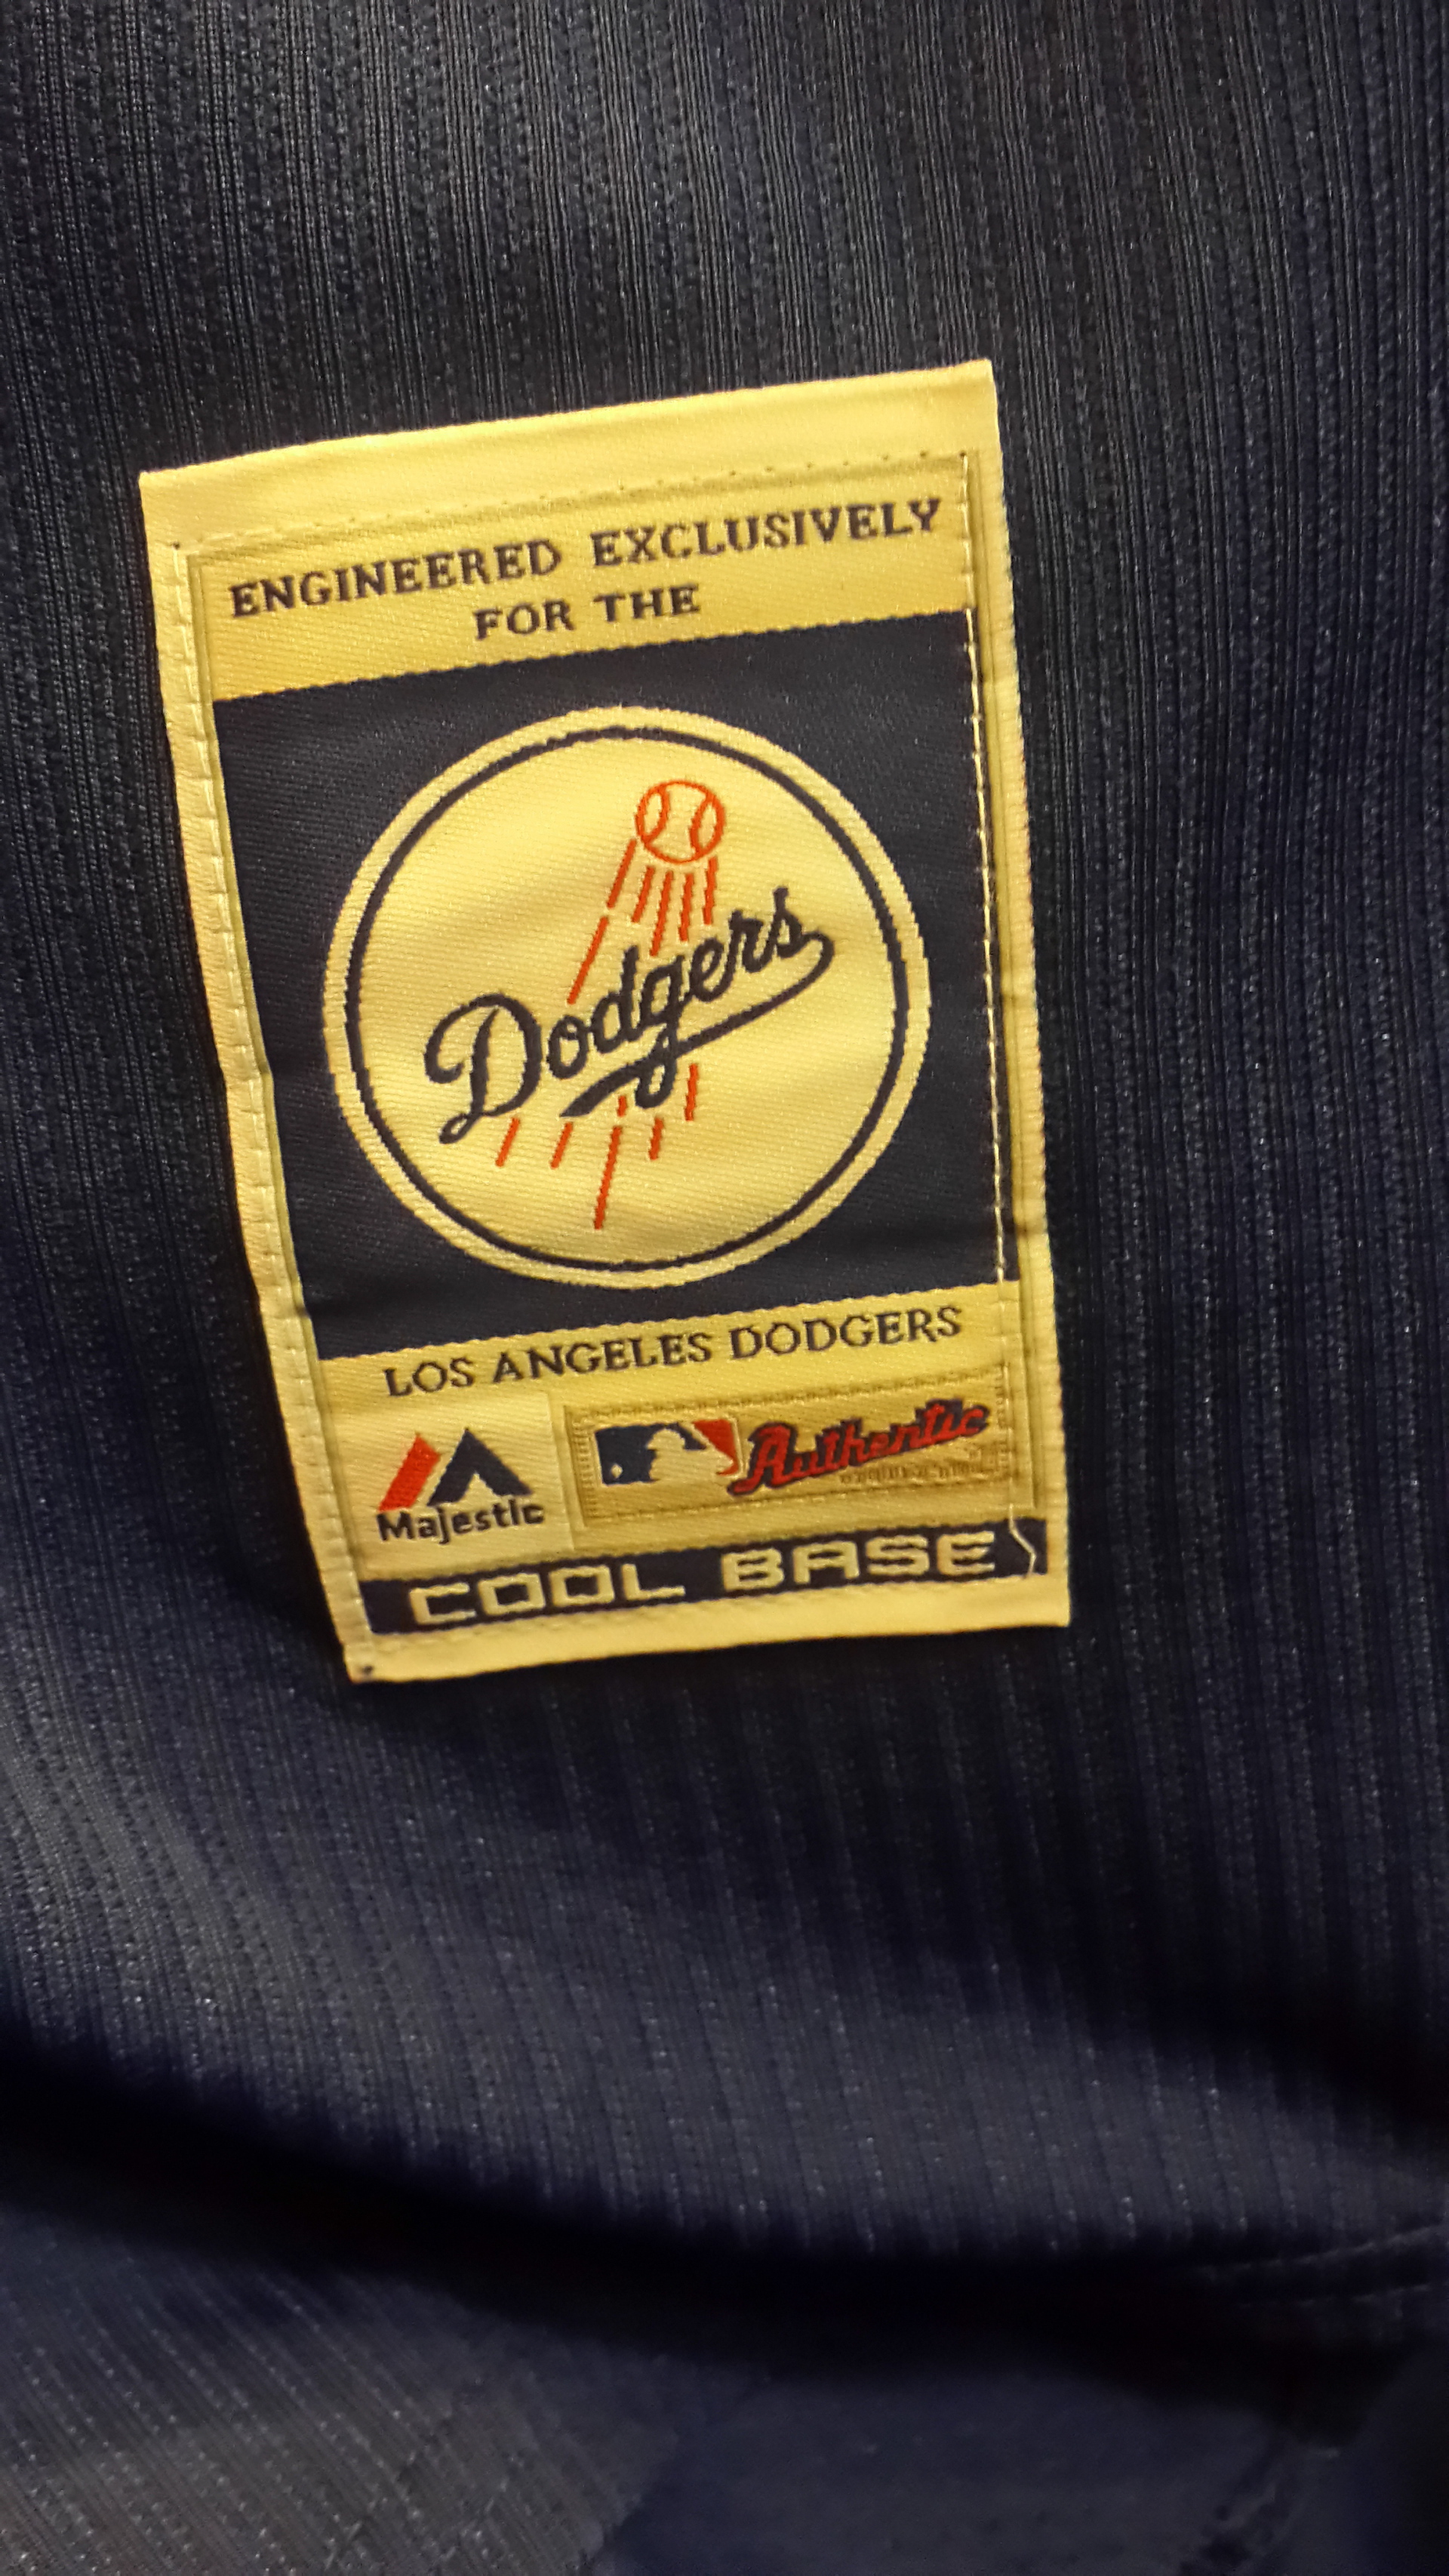 ENGINEERED EXCLUSIVELY
FOR THE
Dodgers
LOS ANGELES DODGERS
Majestic
Authentic
COOL BASE